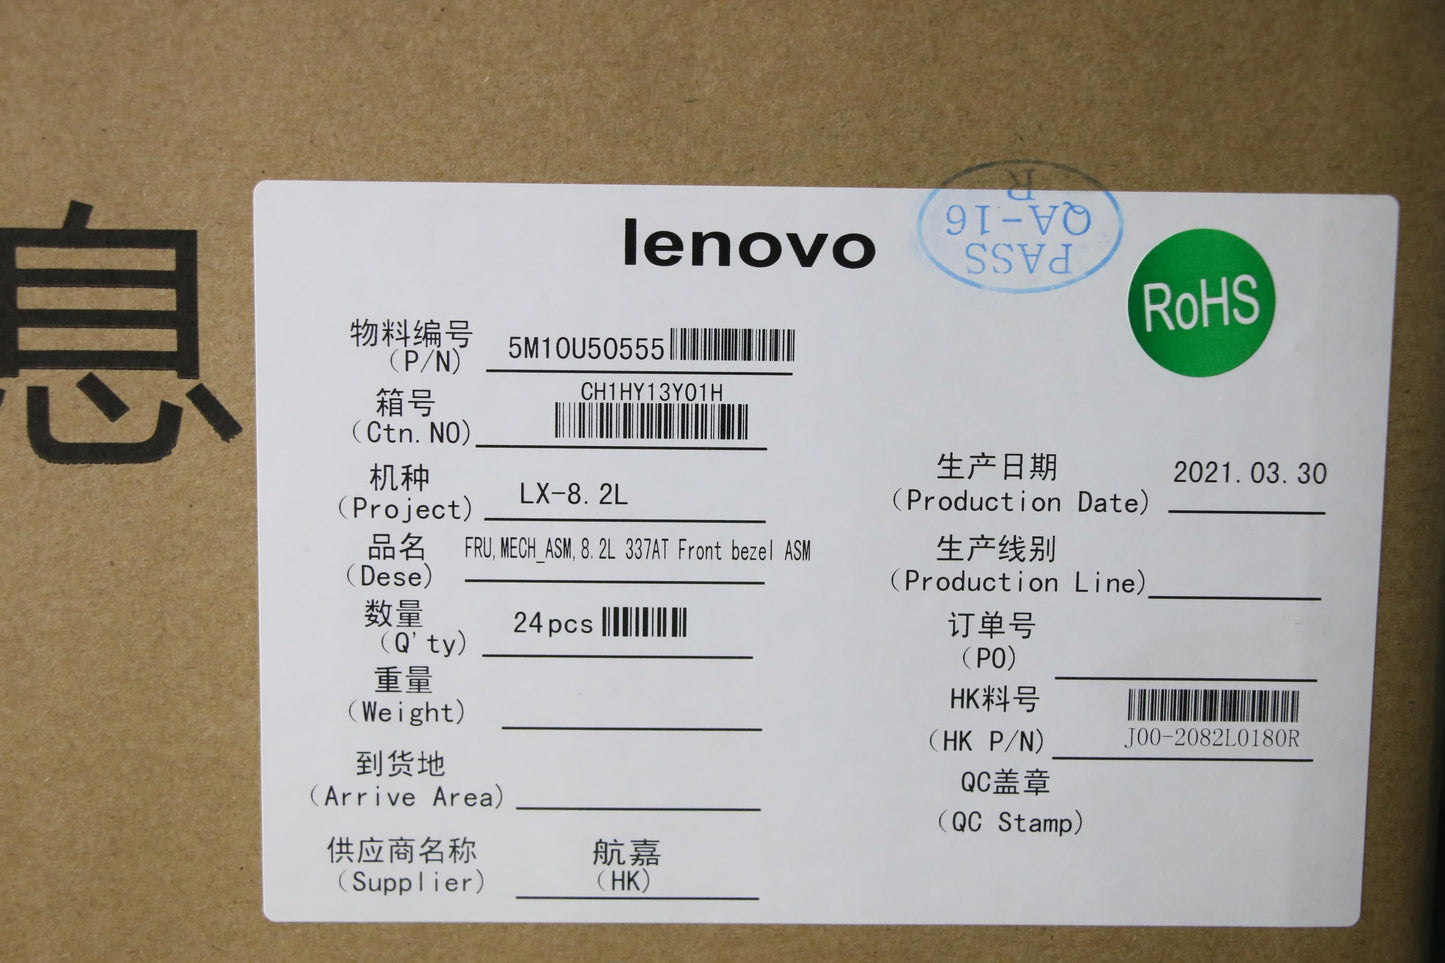 息
lenovo
PASS
QA-16
R
RoHS
物料编号
(P/N) 5M10U50555
箱号 CH1HY13Y01H
(Ctn.NO)
机种
(Project) LX-8.2L
品名 FRU,MECH_ASM,8.2L 337AT Front bezel ASM
(Dese)
数量 24pcs
(Q'ty)
重量
(Weight)
到货地
(Arrive Area)
供应商名称 航嘉
(Supplier) (HK)
生产日期 2021.03.30
(Production Date)
生产线别
(Production Line)
订单号
(PO)
HK料号
(HK P/N) J00-2082L0180R
QC盖章
(QC Stamp)